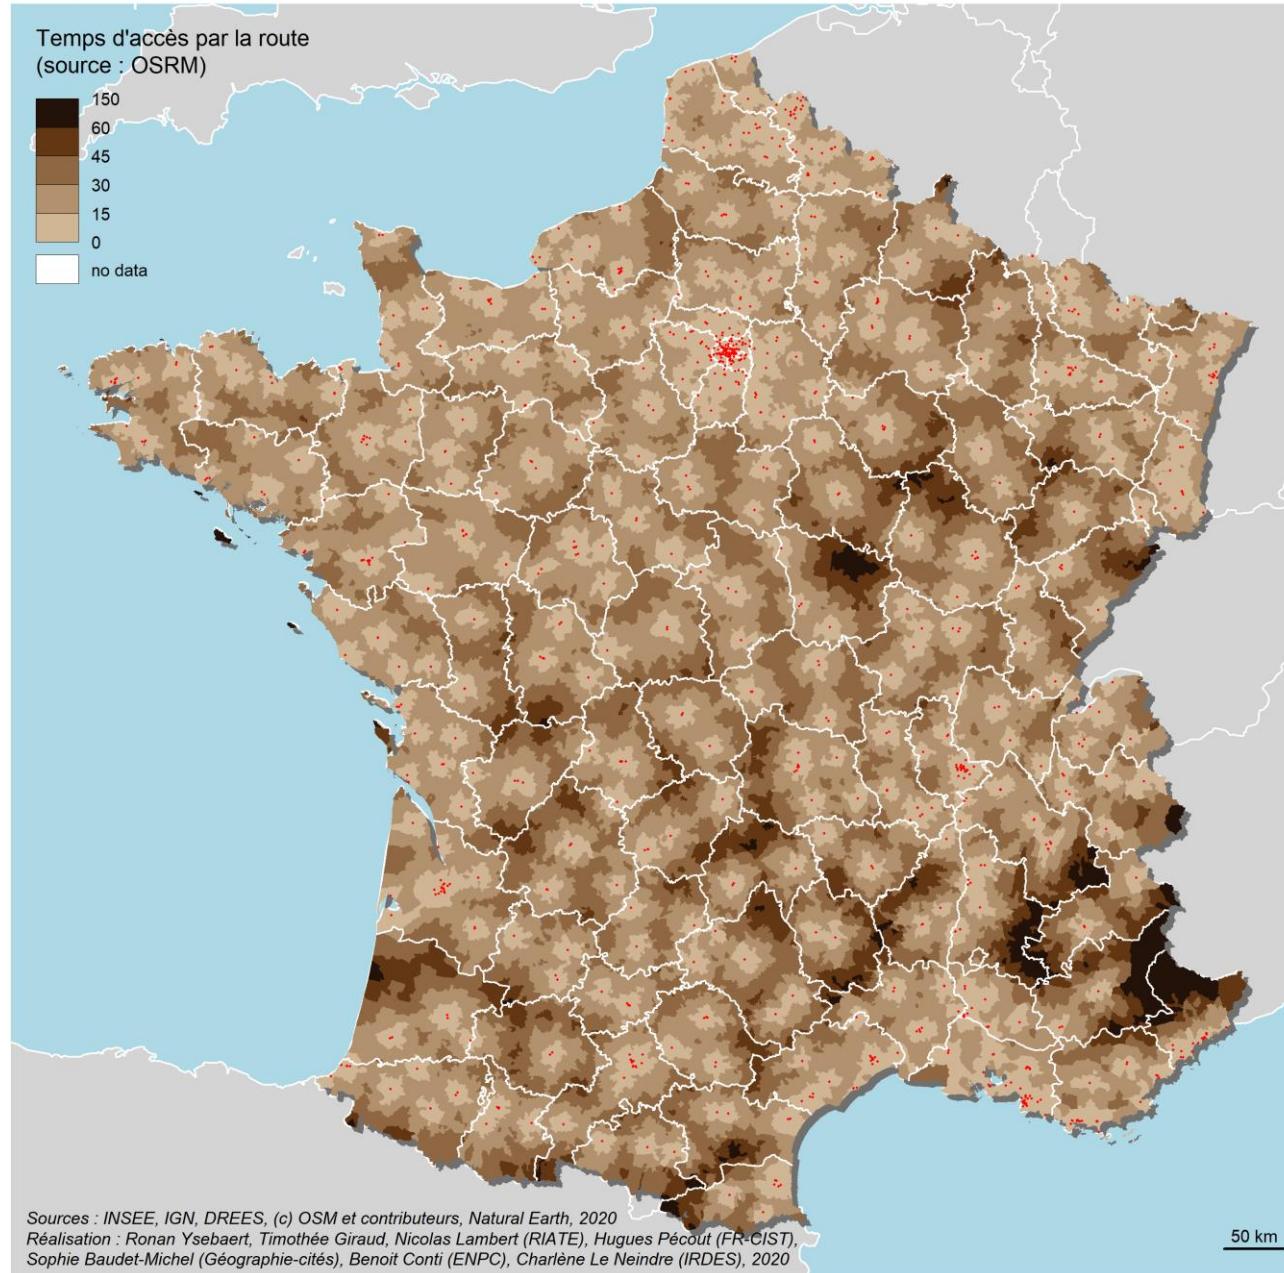 Temps d'accès par la route
(source : OSRM)
150
60
45
30
15
0
no data
Sources : INSEE, IGN, DREES, (c) OSM et contributeurs, Natural Earth, 2020
Réalisation : Ronan Ysebaert, Timothée Giraud, Nicolas Lambert (RIATE), Hugues Pécout (FR-CIST),
Sophie Baudet-Michel (Géographie-cités), Benoit Conti (ENPC), Charlène Le Neindre (IRDES), 2020
50 km